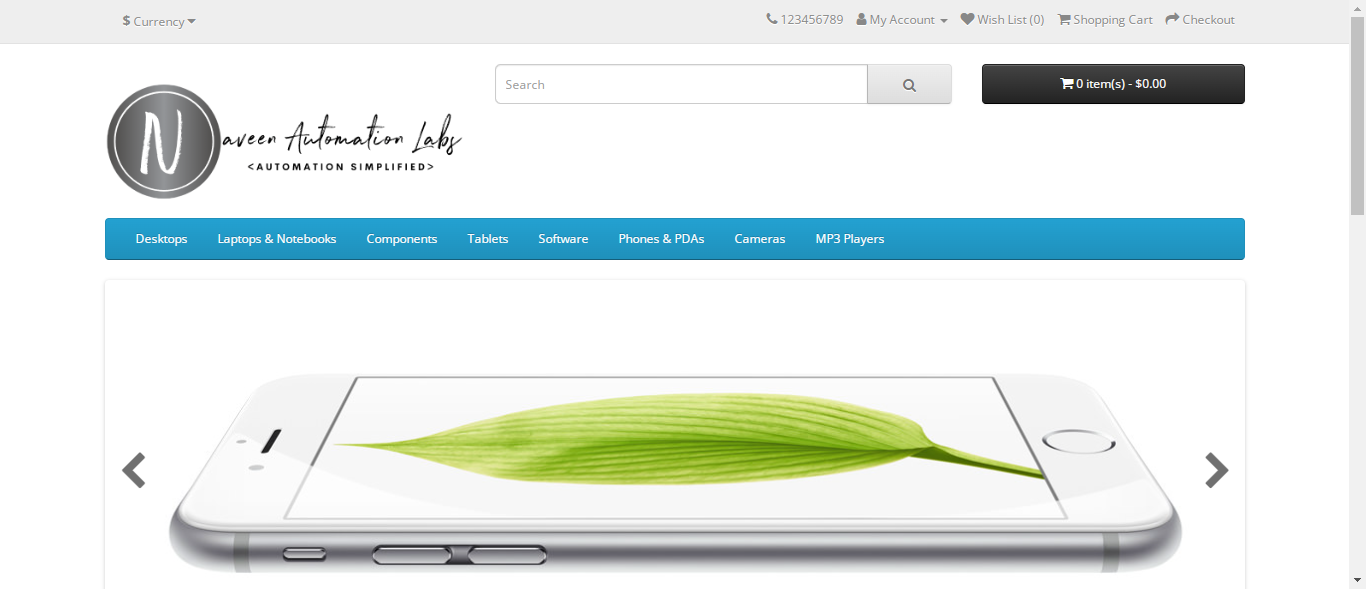 $ Currency
123456789 My Account Wish List (0) Shopping Cart Checkout
Search
0 item(s) - $0.00
N
aveen Automation Labs
<AUTOMATION SIMPLIFIED>
Desktops Laptops & Notebooks Components Tablets Software Phones & PDAs Cameras MP3 Players